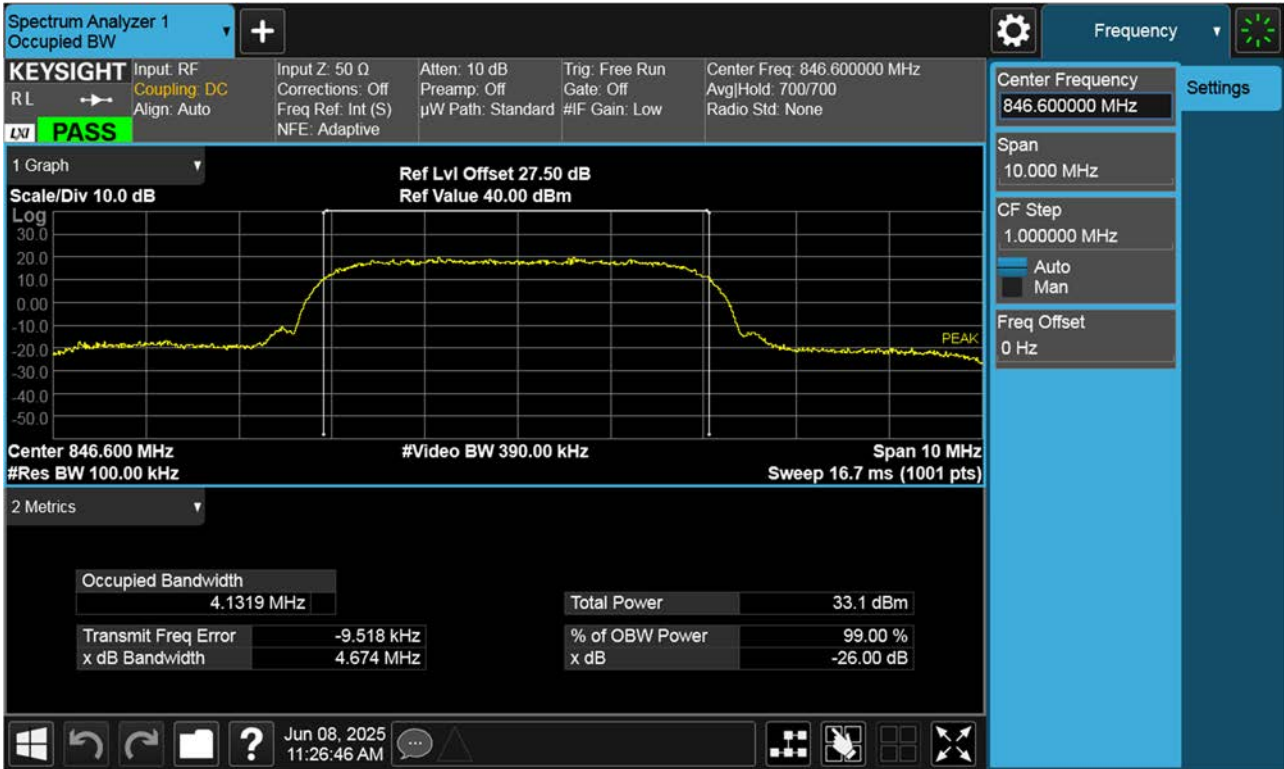 Spectrum Analyzer 1
Occupied BW
+
Frequency
KEYSIGHT
RL
LXI
PASS
Input: RF
Coupling: DC
Align: Auto
Input Z: 50 Ω
Corrections: Off
Freq Ref: Int (S)
NFE: Adaptive
Atten: 10 dB
Preamp: Off
µW Path: Standard
Trig: Free Run
Gate: Off
#IF Gain: Low
Center Freq: 846.600000 MHz
Avg|Hold: 700/700
Radio Std: None
Center Frequency
846.600000 MHz
Settings
Span
10.000 MHz
CF Step
1.000000 MHz
Auto
Man
Freq Offset
0 Hz
1 Graph
Scale/Div 10.0 dB
Ref Lvl Offset 27.50 dB
Ref Value 40.00 dBm
Log
30.0
20.0
10.0
0.00
-10.0
-20.0
-30.0
-40.0
-50.0
PEAK
Center 846.600 MHz
#Video BW 390.00 kHz
Span 10 MHz
#Res BW 100.00 kHz
Sweep 16.7 ms (1001 pts)
2 Metrics
Occupied Bandwidth
4.1319 MHz
Total Power 33.1 dBm
Transmit Freq Error -9.518 kHz
% of OBW Power 99.00 %
x dB Bandwidth 4.674 MHz
x dB -26.00 dB
?
Jun 08, 2025
11:26:46 AM